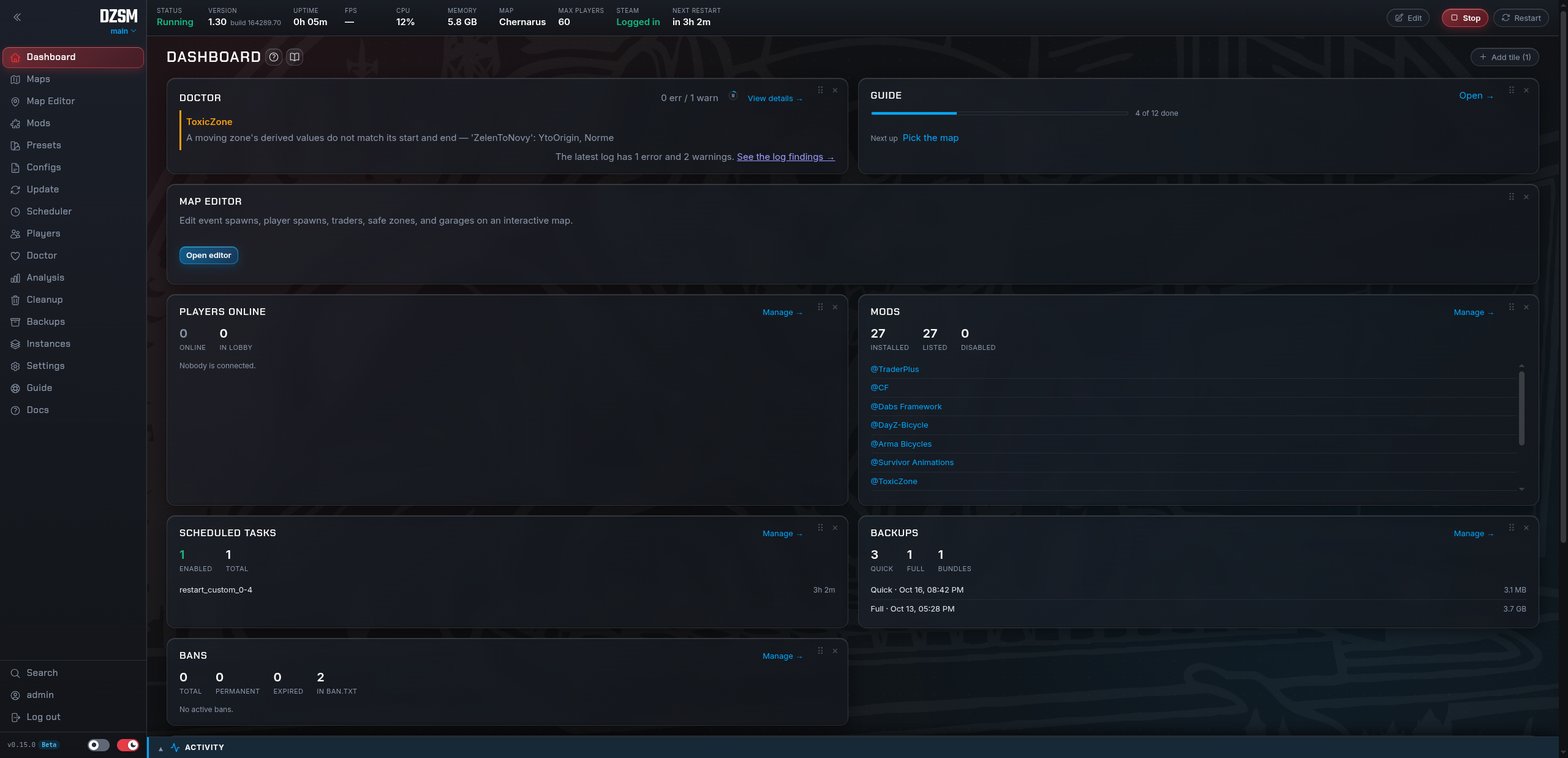 DZSM
main
STATUS
Running
VERSION
1.30 build 164289.70
UPTIME
0h 05m
FPS
—
CPU
12%
MEMORY
5.8 GB
MAP
Chernarus
MAX PLAYERS
60
STEAM
Logged in
NEXT RESTART
in 3h 2m
Edit
Stop
Restart
Dashboard
Maps
Map Editor
Mods
Presets
Configs
Update
Scheduler
Players
Doctor
Analysis
Cleanup
Backups
Instances
Settings
Guide
Docs
Search
admin
Log out
v0.15.0 Beta
DASHBOARD
Add tile (1)
DOCTOR
0 err / 1 warn
View details →
ToxicZone
A moving zone's derived values do not match its start and end — 'ZelenToNovy': YtoOrigin, Norme
The latest log has 1 error and 2 warnings. See the log findings →
GUIDE
Open →
4 of 12 done
Next up Pick the map
MAP EDITOR
Edit event spawns, player spawns, traders, safe zones, and garages on an interactive map.
Open editor
PLAYERS ONLINE
Manage →
0 0
ONLINE IN LOBBY
Nobody is connected.
MODS
Manage →
27 27 0
INSTALLED LISTED DISABLED
@TraderPlus
@CF
@Dabs Framework
@DayZ-Bicycle
@Arma Bicycles
@Survivor Animations
@ToxicZone
SCHEDULED TASKS
Manage →
1 1
ENABLED TOTAL
restart_custom_0-4 3h 2m
BACKUPS
Manage →
3 1 1
QUICK FULL BUNDLES
Quick · Oct 16, 08:42 PM 3.1 MB
Full · Oct 13, 05:28 PM 3.7 GB
BANS
Manage →
0 0 0 2
TOTAL PERMANENT EXPIRED IN BAN.TXT
No active bans.
ACTIVITY